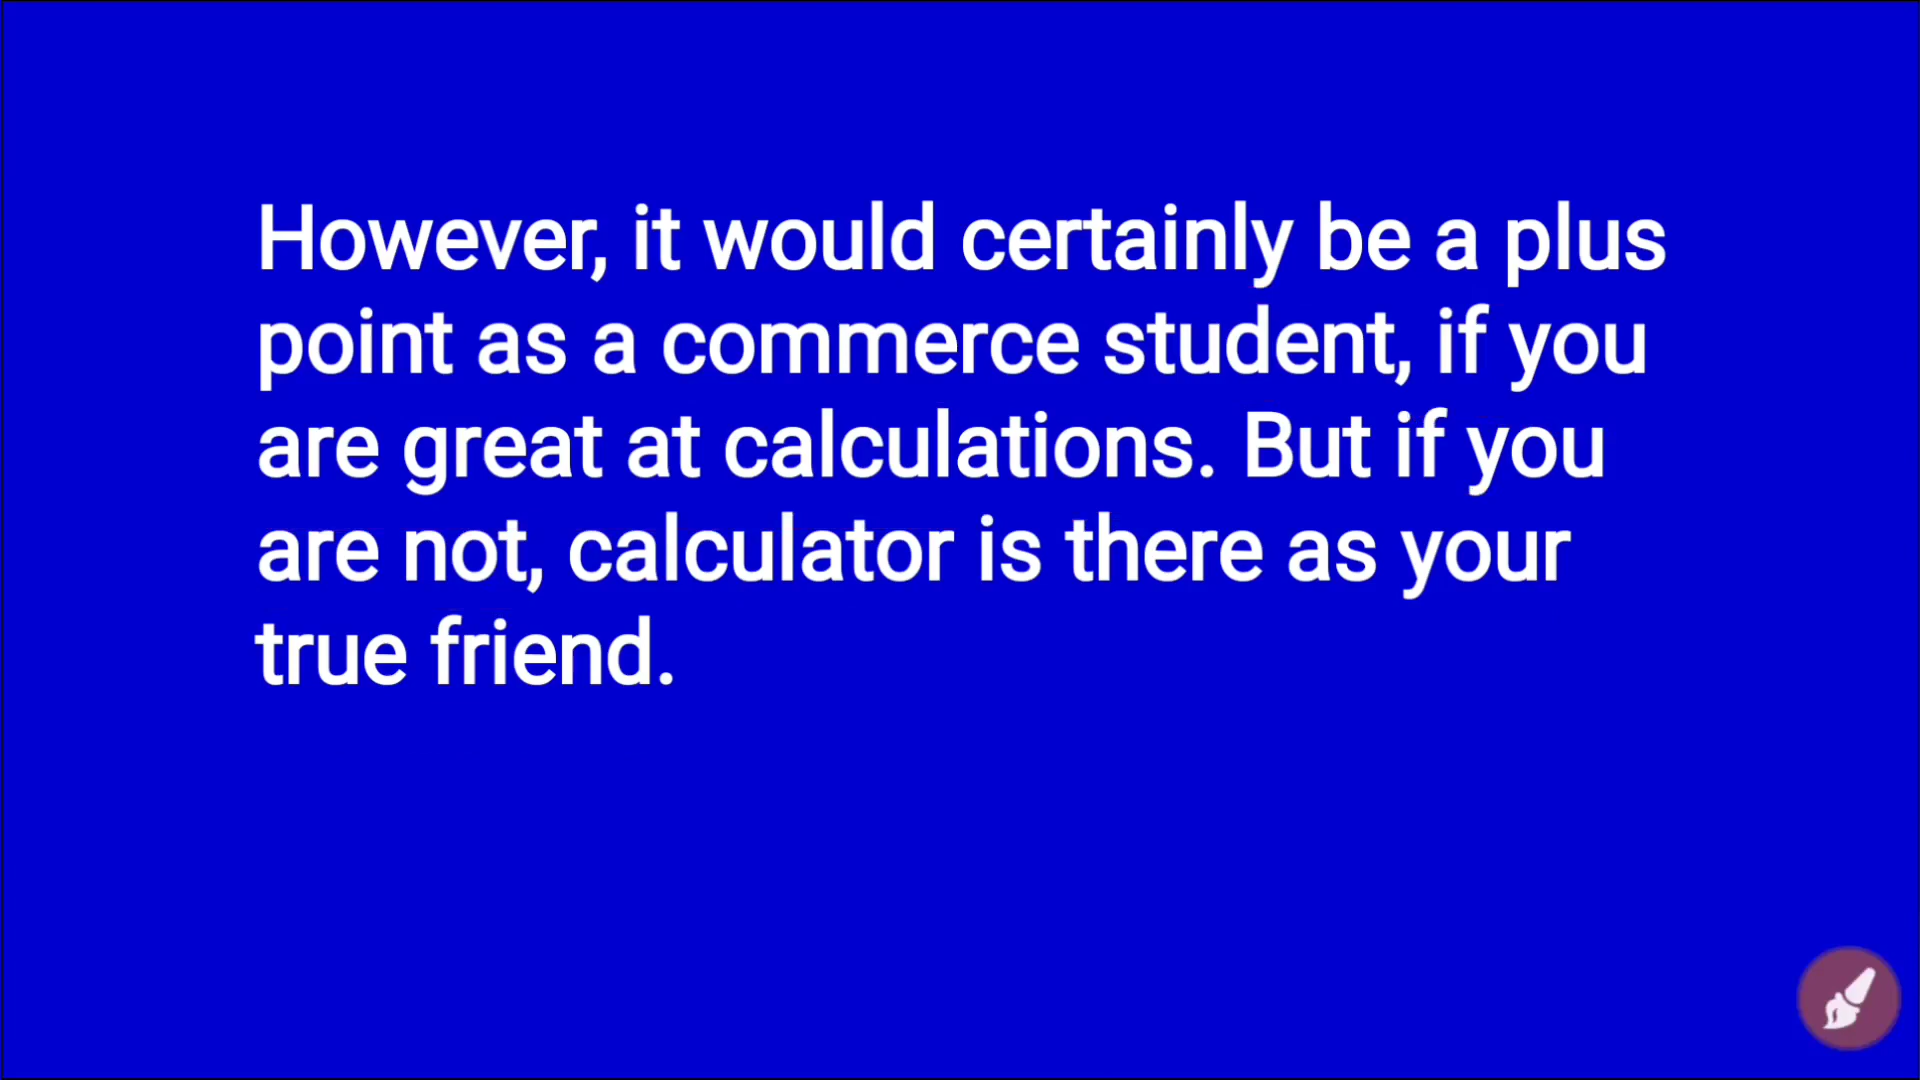 However, it would certainly be a plus
point as a commerce student, if you
are great at calculations. But if you
are not, calculator is there as your
true friend.